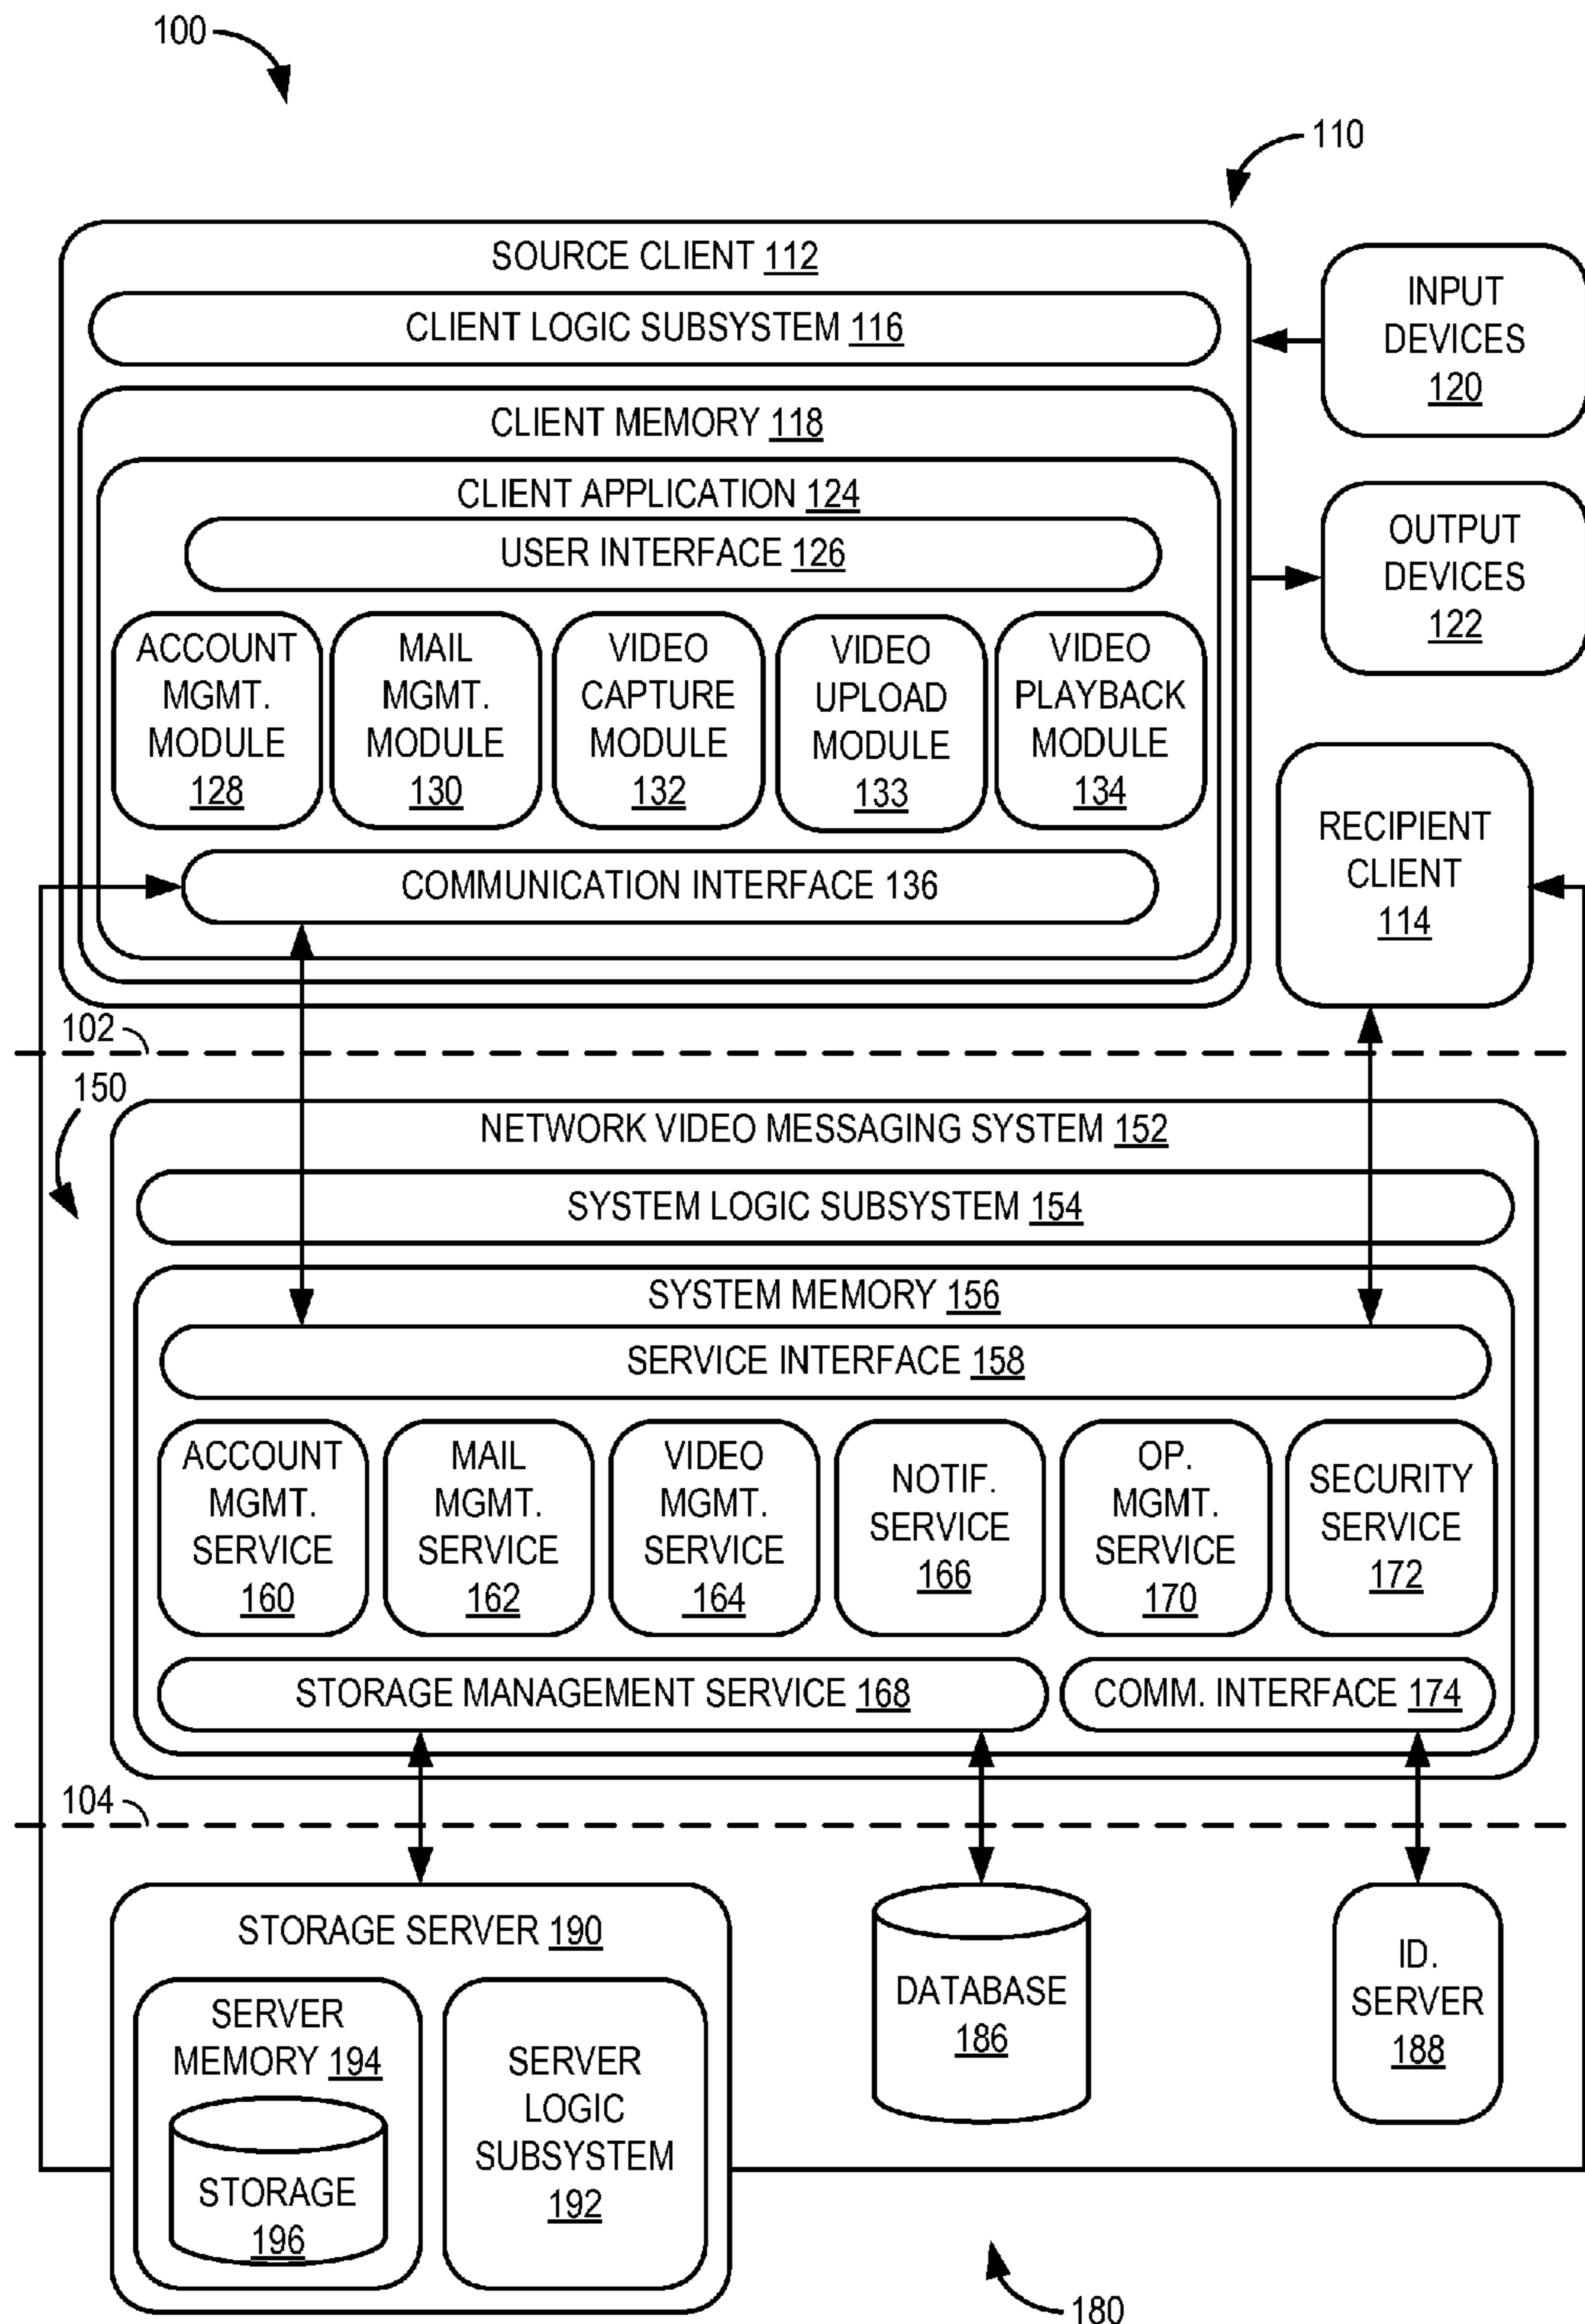 100
110
SOURCE CLIENT 112
CLIENT LOGIC SUBSYSTEM 116
CLIENT MEMORY 118
CLIENT APPLICATION 124
USER INTERFACE 126
ACCOUNT
MGMT.
MODULE
128
MAIL
MGMT.
MODULE
130
VIDEO
CAPTURE
MODULE
132
VIDEO
UPLOAD
MODULE
133
VIDEO
PLAYBACK
MODULE
134
COMMUNICATION INTERFACE 136
INPUT
DEVICES
120
OUTPUT
DEVICES
122
RECIPIENT
CLIENT
114
102
150
NETWORK VIDEO MESSAGING SYSTEM 152
SYSTEM LOGIC SUBSYSTEM 154
SYSTEM MEMORY 156
SERVICE INTERFACE 158
ACCOUNT
MGMT.
SERVICE
160
MAIL
MGMT.
SERVICE
162
VIDEO
MGMT.
SERVICE
164
NOTIF.
SERVICE
166
OP.
MGMT.
SERVICE
170
SECURITY
SERVICE
172
STORAGE MANAGEMENT SERVICE 168
COMM. INTERFACE 174
104
STORAGE SERVER 190
SERVER
MEMORY 194
STORAGE
196
SERVER
LOGIC
SUBSYSTEM
192
DATABASE
186
ID.
SERVER
188
180